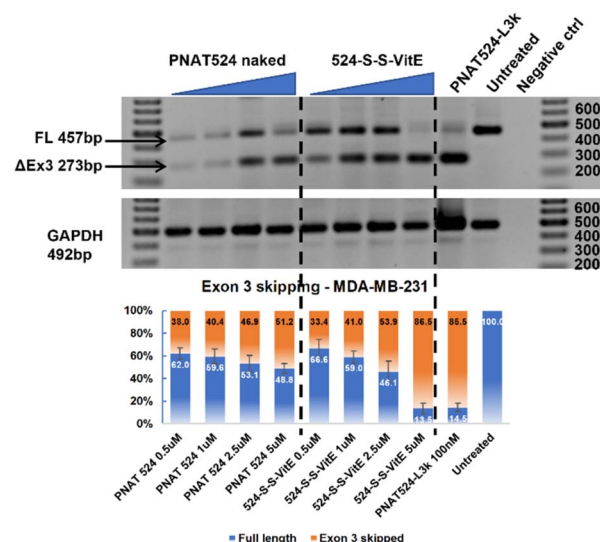 PNAT524 naked
524-S-S-VitE
PNAT524-L3k
Untreated
Negative ctrl
FL 457bp
ΔEx3 273bp
600
500
400
300
200
GAPDH
492bp
600
500
400
300
200
Exon 3 skipping - MDA-MB-231
100%
80%
60%
40%
20%
0%
38.0 40.4 46.9 51.2 33.4 41.0 53.9 86.5 85.5 100.0
62.0 59.6 53.1 48.8 66.6 59.0 46.1 13.5 14.5
PNAT 524 0.5uM
PNAT 524 1uM
PNAT 524 2.5uM
PNAT 524 5uM
524-S-S-VitE 0.5uM
524-S-S-VitE 1uM
524-S-S-VitE 2.5uM
524-S-S-VitE 5uM
PNAT524-L3k 100nM
Untreated
Full length Exon 3 skipped